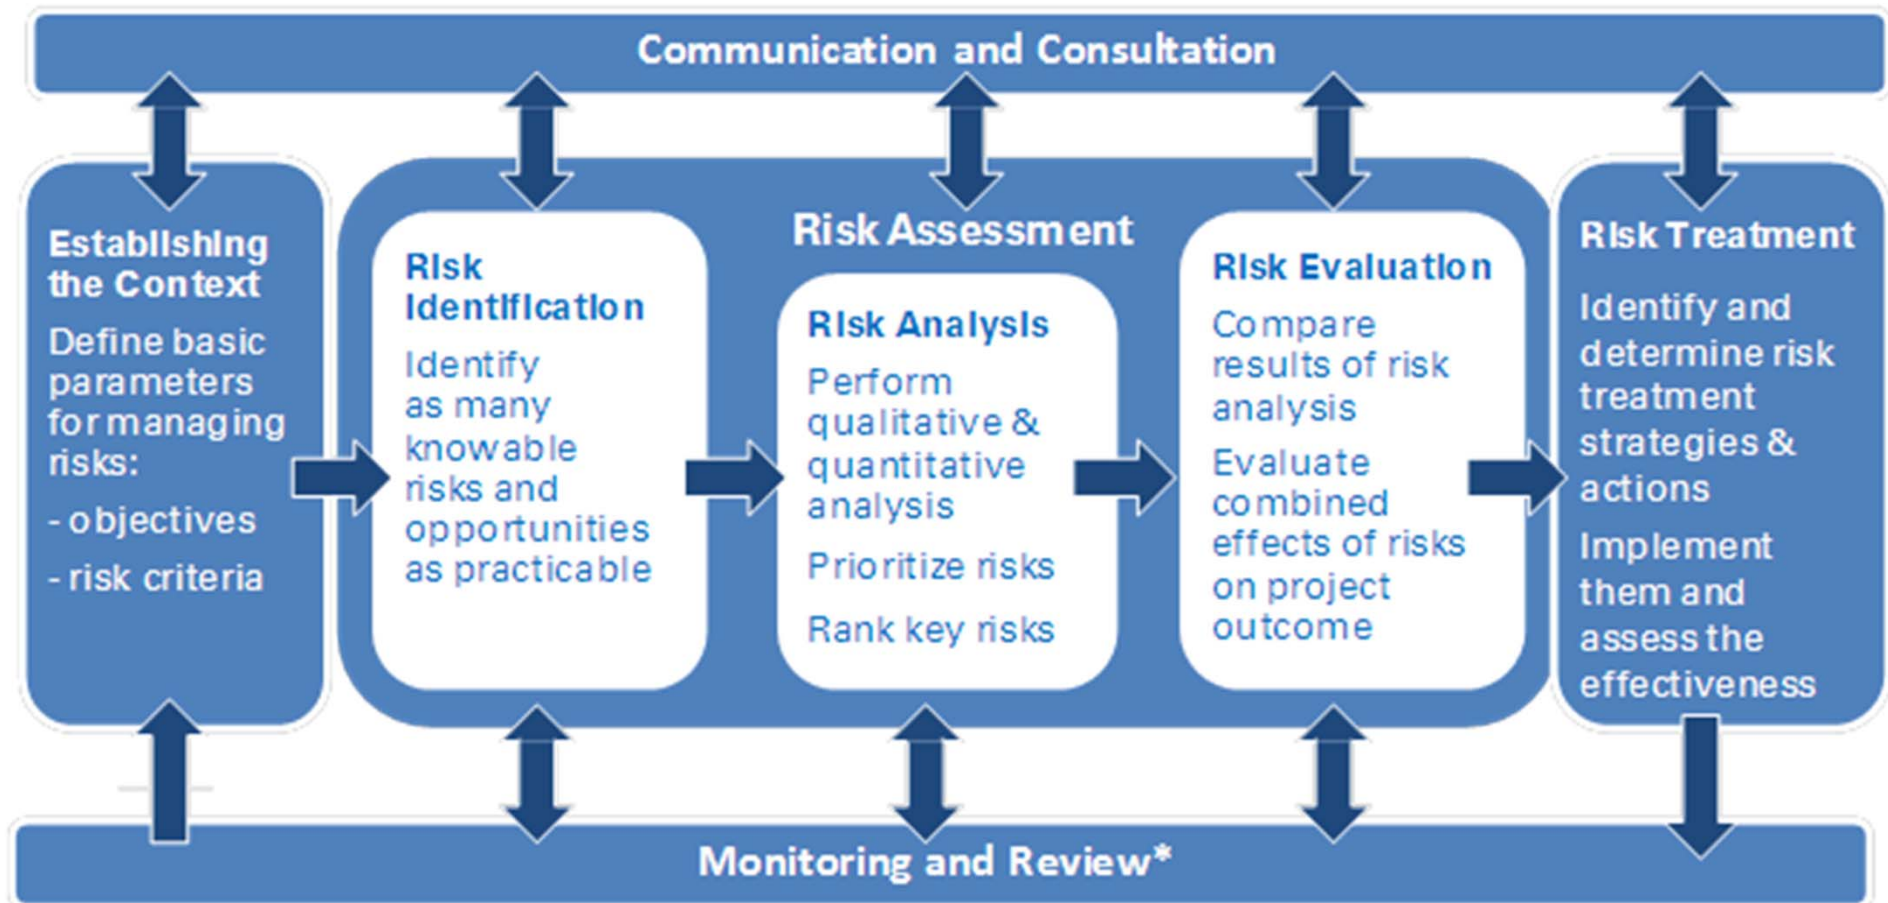 Communication and Consultation
Establishing
the Context
Define basic
parameters
for managing
risks:
- objectives
- risk criteria
Risk Assessment
Risk
Identification
Identify
as many
knowable
risks and
opportunities
as practicable
Risk Analysis
Perform
qualitative &
quantitative
analysis
Prioritize risks
Rank key risks
Risk Evaluation
Compare
results of risk
analysis
Evaluate
combined
effects of risks
on project
outcome
Risk Treatment
Identify and
determine risk
treatment
strategies &
actions
Implement
them and
assess the
effectiveness
Monitoring and Review*